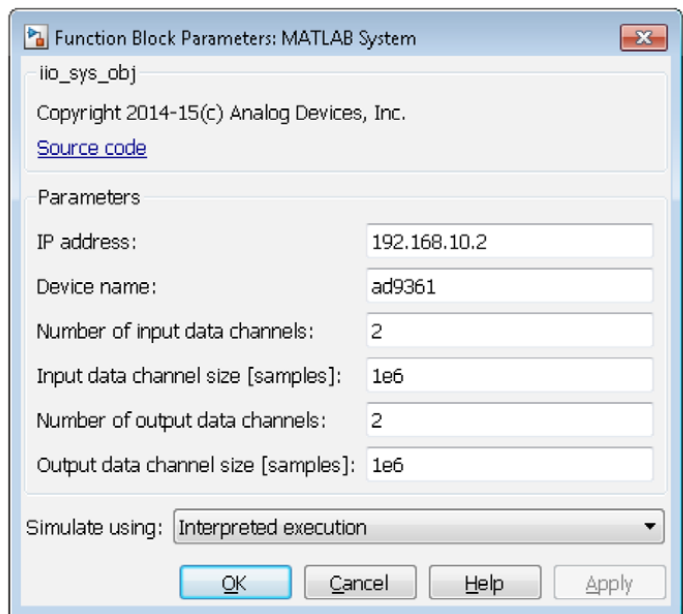 Function Block Parameters: MATLAB System
iio_sys_obj
Copyright 2014-15(c) Analog Devices, Inc.
Source code
Parameters
IP address: 192.168.10.2
Device name: ad9361
Number of input data channels: 2
Input data channel size [samples]: 1e6
Number of output data channels: 2
Output data channel size [samples]: 1e6
Simulate using: Interpreted execution
OK Cancel Help Apply